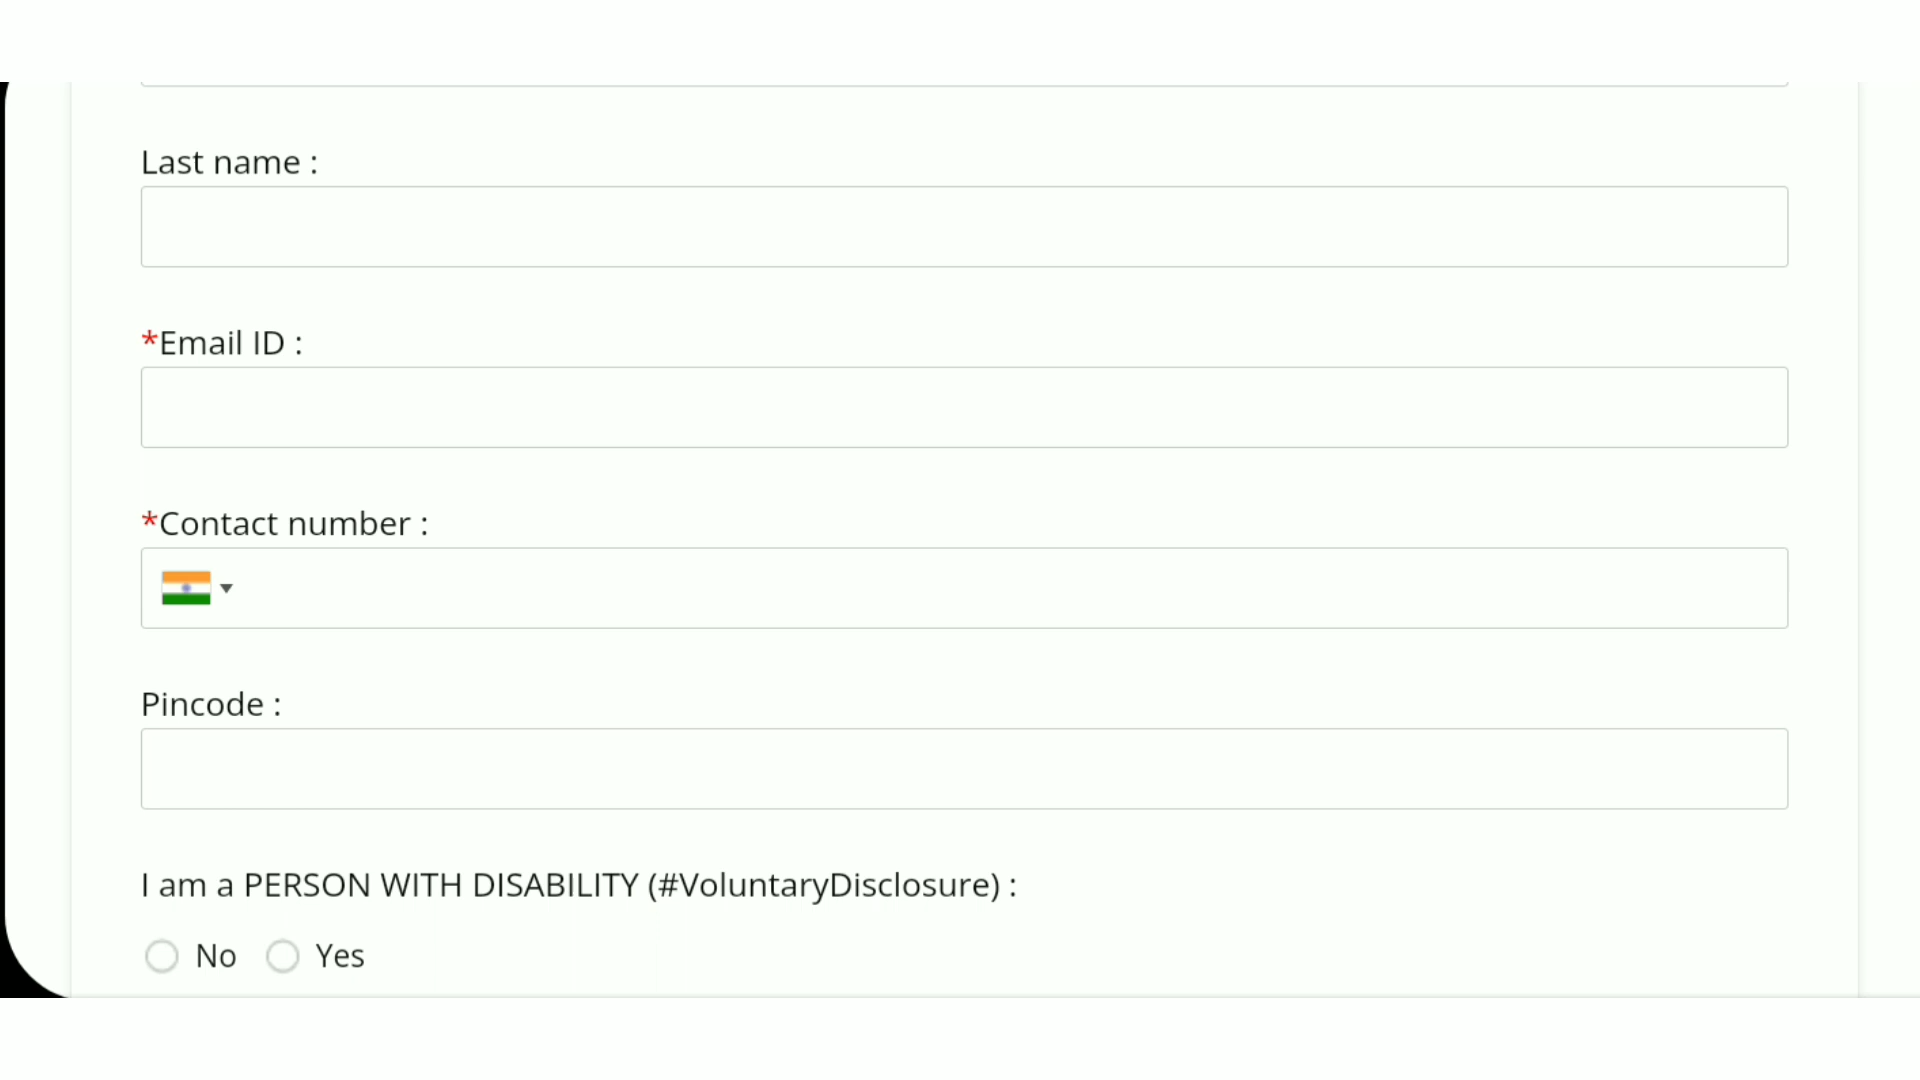 Last name :
*Email ID :
*Contact number :
Pincode :
I am a PERSON WITH DISABILITY (#VoluntaryDisclosure) :
No Yes